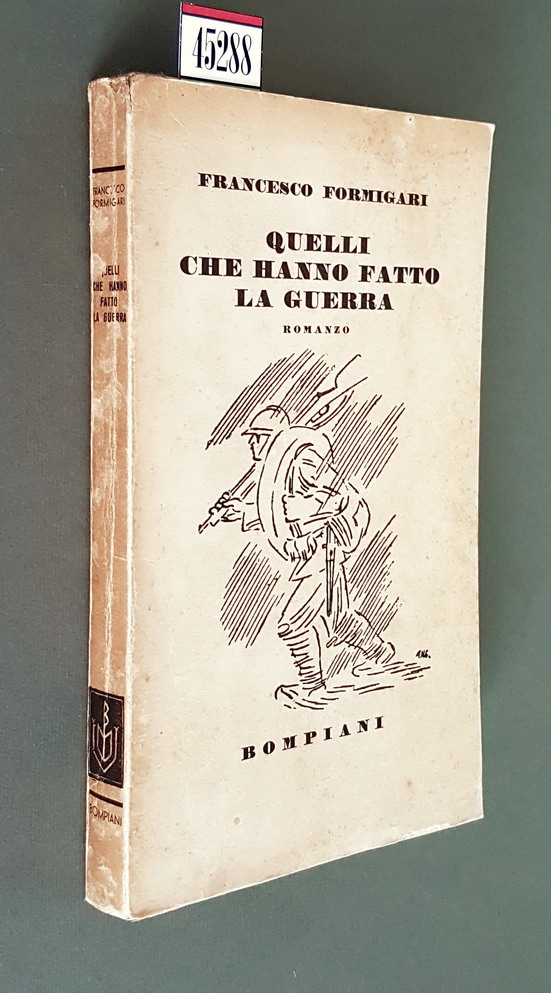 45288
FRANCESCO FORMIGARI
QUELLI
CHE HANNO FATTO
LA GUERRA
ROMANZO
BOMPIANI
FRANCESCO
FORMIGARI
QUELLI
CHE HANNO
FATTO
LA GUERRA
BOMPIANI